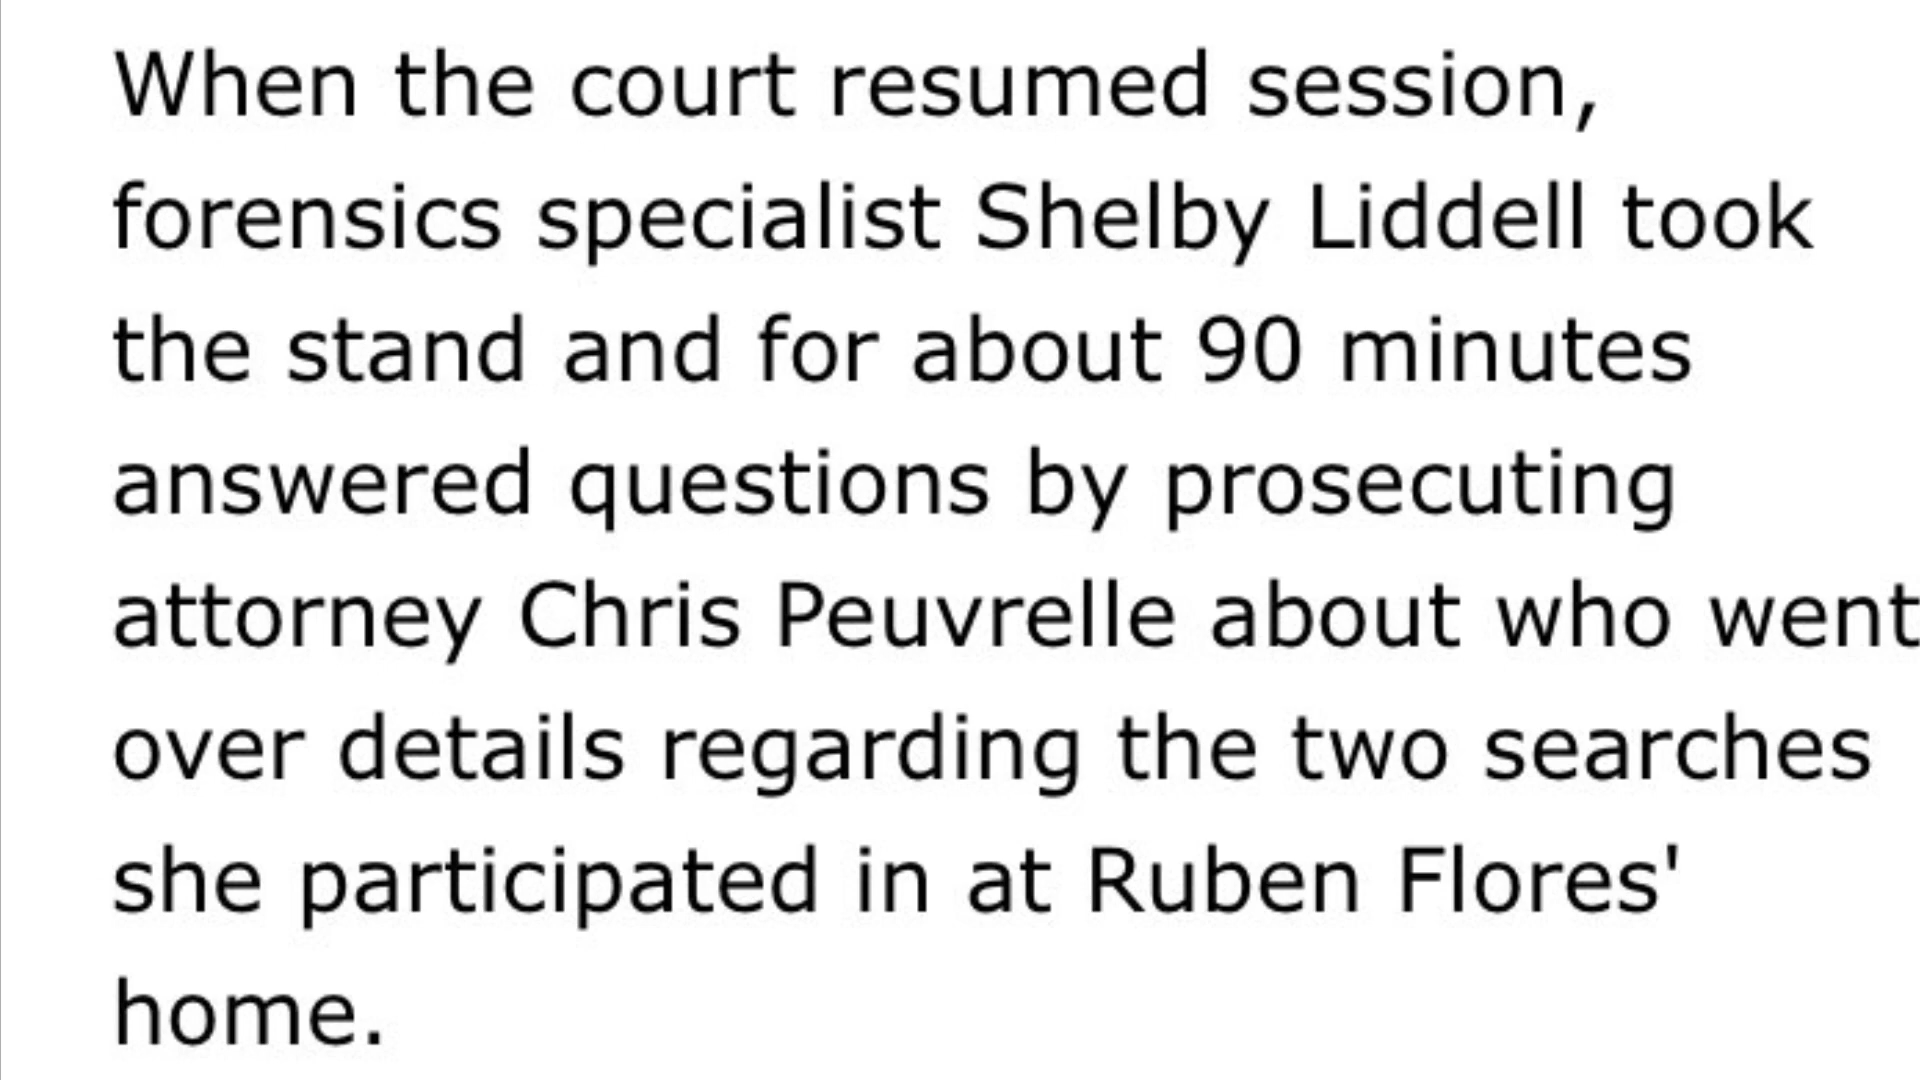 When the court resumed session,
forensics specialist Shelby Liddell took
the stand and for about 90 minutes
answered questions by prosecuting
attorney Chris Peuvrelle about who went
over details regarding the two searches
she participated in at Ruben Flores'
home.